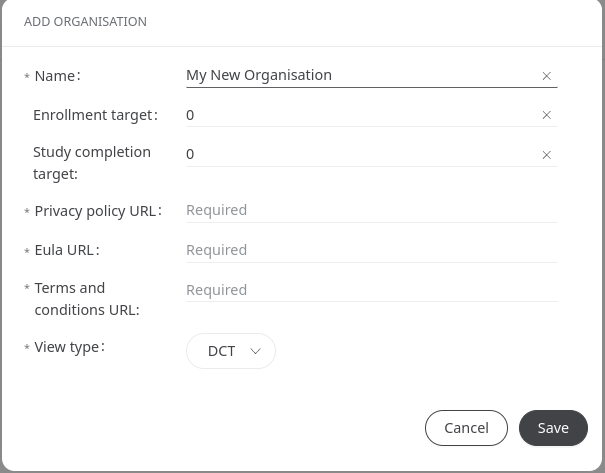 ADD ORGANISATION
* Name: My New Organisation ×
Enrollment target: 0 ×
Study completion target: 0 ×
* Privacy policy URL: Required
* Eula URL: Required
* Terms and conditions URL: Required
* View type: DCT
Cancel Save